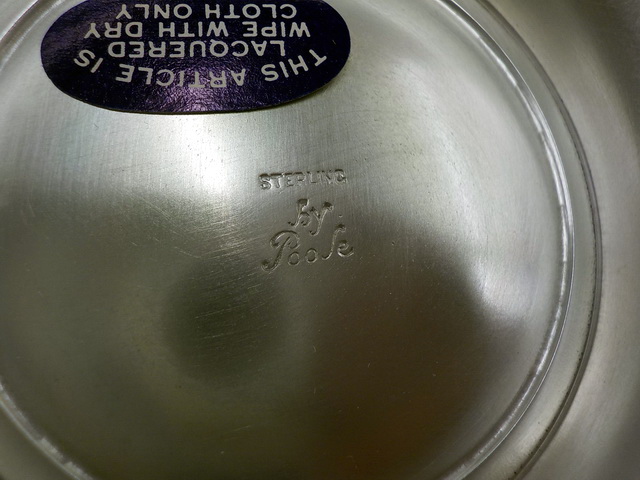 THIS ARTICLE IS
LACQUERED
WIPE WITH DRY
CLOTH ONLY
STERLING
By
Poole